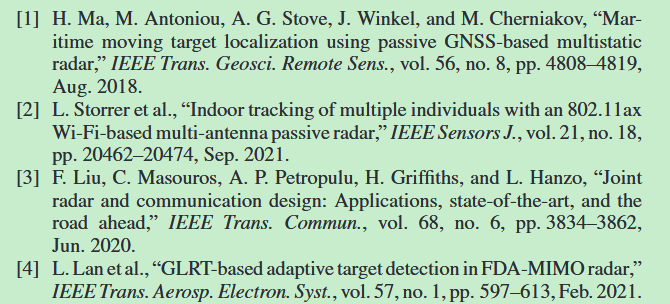 [1] H. Ma, M. Antoniou, A. G. Stove, J. Winkel, and M. Cherniakov, “Mar-
itime moving target localization using passive GNSS-based multistatic
radar,” IEEE Trans. Geosci. Remote Sens., vol. 56, no. 8, pp. 4808–4819,
Aug. 2018.
[2] L. Storrer et al., “Indoor tracking of multiple individuals with an 802.11ax
Wi-Fi-based multi-antenna passive radar,” IEEE Sensors J., vol. 21, no. 18,
pp. 20462–20474, Sep. 2021.
[3] F. Liu, C. Masouros, A. P. Petropulu, H. Griffiths, and L. Hanzo, “Joint
radar and communication design: Applications, state-of-the-art, and the
road ahead,” IEEE Trans. Commun., vol. 68, no. 6, pp. 3834–3862,
Jun. 2020.
[4] L. Lan et al., “GLRT-based adaptive target detection in FDA-MIMO radar,”
IEEE Trans. Aerosp. Electron. Syst., vol. 57, no. 1, pp. 597–613, Feb. 2021.